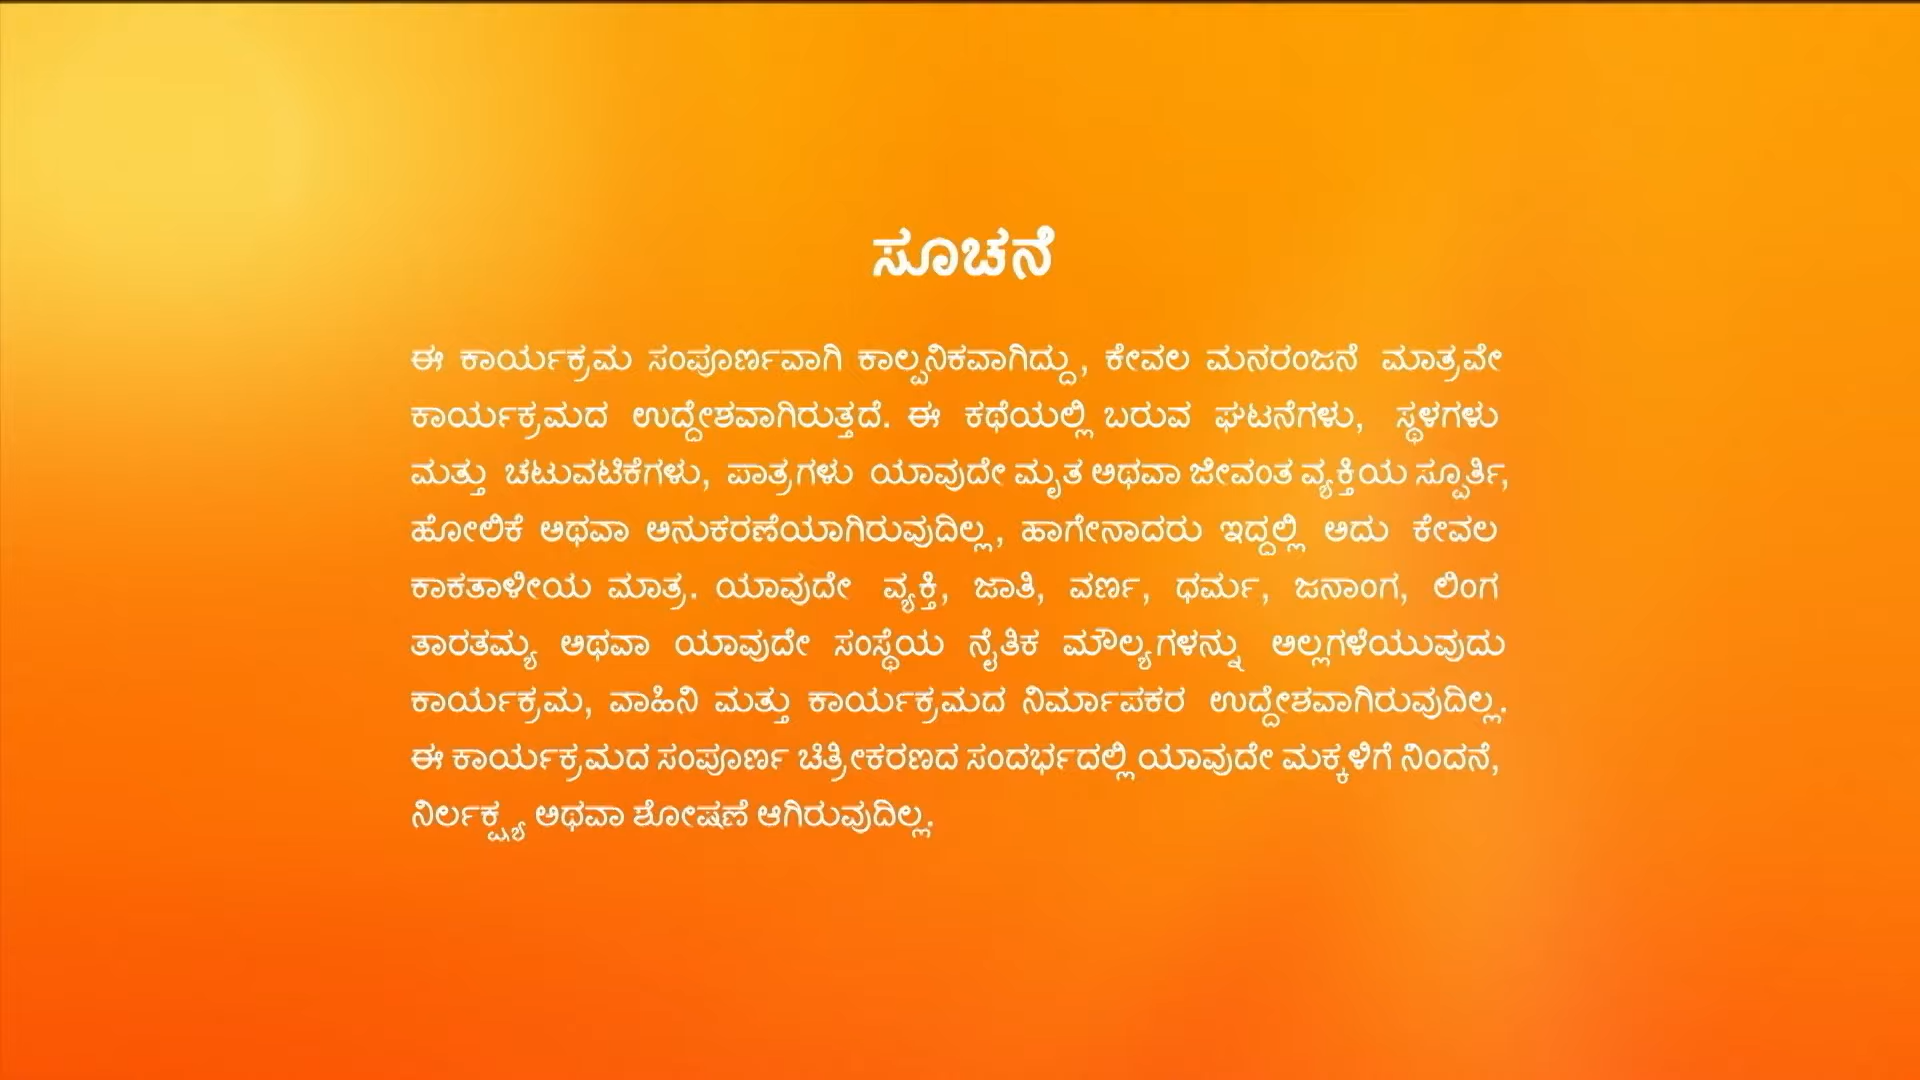 ಸೂಚನೆ
ಈ ಕಾರ್ಯಕ್ರಮ ಸಂಪೂರ್ಣವಾಗಿ ಕಾಲ್ಪನಿಕವಾಗಿದ್ದು, ಕೇವಲ ಮನರಂಜನೆ ಮಾತ್ರವೇ
ಕಾರ್ಯಕ್ರಮದ ಉದ್ದೇಶವಾಗಿರುತ್ತದೆ. ಈ ಕಥೆಯಲ್ಲಿ ಬರುವ ಘಟನೆಗಳು, ಸ್ಥಳಗಳು
ಮತ್ತು ಚಟುವಟಿಕೆಗಳು, ಪಾತ್ರಗಳು ಯಾವುದೇ ಮೃತ ಅಥವಾ ಜೀವಂತ ವ್ಯಕ್ತಿಯ ಸ್ಪೂರ್ತಿ,
ಹೋಲಿಕೆ ಅಥವಾ ಅನುಕರಣೆಯಾಗಿರುವುದಿಲ್ಲ, ಹಾಗೇನಾದರು ಇದ್ದಲ್ಲಿ ಅದು ಕೇವಲ
ಕಾಕತಾಳೀಯ ಮಾತ್ರ. ಯಾವುದೇ ವ್ಯಕ್ತಿ, ಜಾತಿ, ವರ್ಣ, ಧರ್ಮ, ಜನಾಂಗ, ಲಿಂಗ
ತಾರತಮ್ಯ ಅಥವಾ ಯಾವುದೇ ಸಂಸ್ಥೆಯ ನೈತಿಕ ಮೌಲ್ಯಗಳನ್ನು ಅಲ್ಲಗಳೆಯುವುದು
ಕಾರ್ಯಕ್ರಮ, ವಾಹಿನಿ ಮತ್ತು ಕಾರ್ಯಕ್ರಮದ ನಿರ್ಮಾಪಕರ ಉದ್ದೇಶವಾಗಿರುವುದಿಲ್ಲ.
ಈ ಕಾರ್ಯಕ್ರಮದ ಸಂಪೂರ್ಣ ಚಿತ್ರೀಕರಣದ ಸಂದರ್ಭದಲ್ಲಿ ಯಾವುದೇ ಮಕ್ಕಳಿಗೆ ನಿಂದನೆ,
ನಿರ್ಲಕ್ಷ್ಯ ಅಥವಾ ಶೋಷಣೆ ಆಗಿರುವುದಿಲ್ಲ.